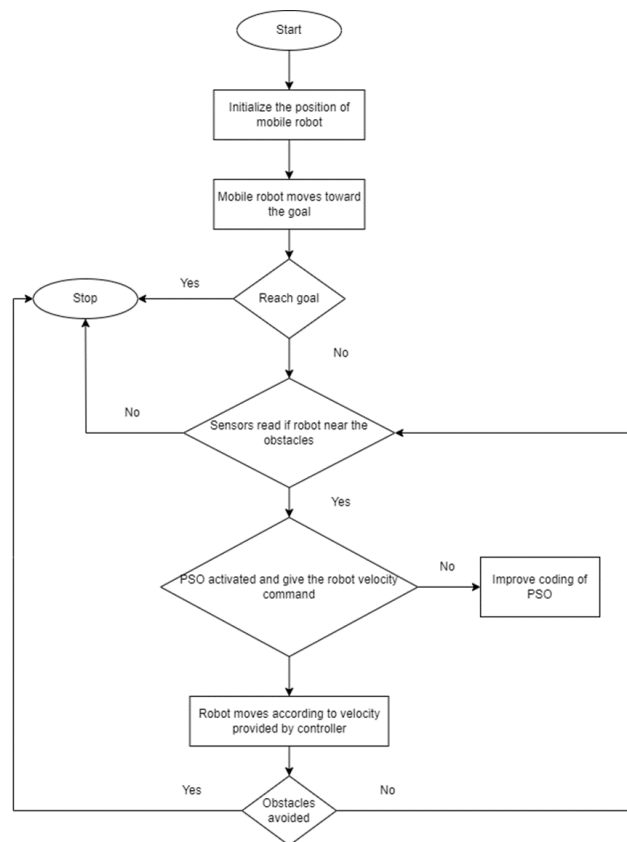 Start
Initialize the position of
mobile robot
Mobile robot moves toward
the goal
Yes
Stop
Reach goal
No
No
Sensors read if robot near the
obstacles
Yes
PSO activated and give the robot velocity
command
No
Improve coding of
PSO
Robot moves according to velocity
provided by controller
Yes
Obstacles
avoided
No